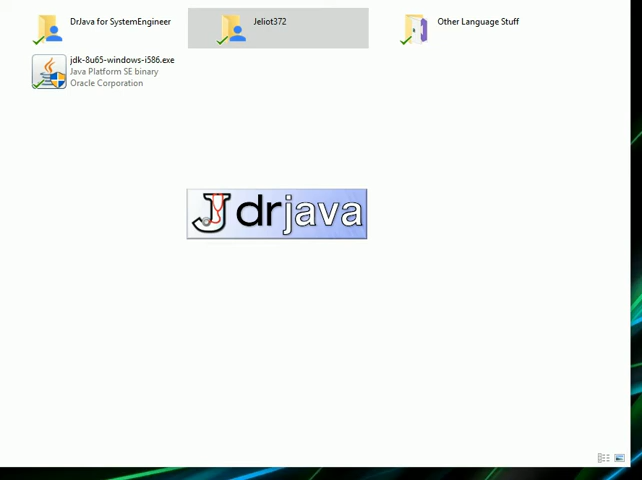 DrJava for SystemEngineer
Jeliot372
Other Language Stuff
jdk-8u65-windows-i586.exe
Java Platform SE binary
Oracle Corporation
J drjava